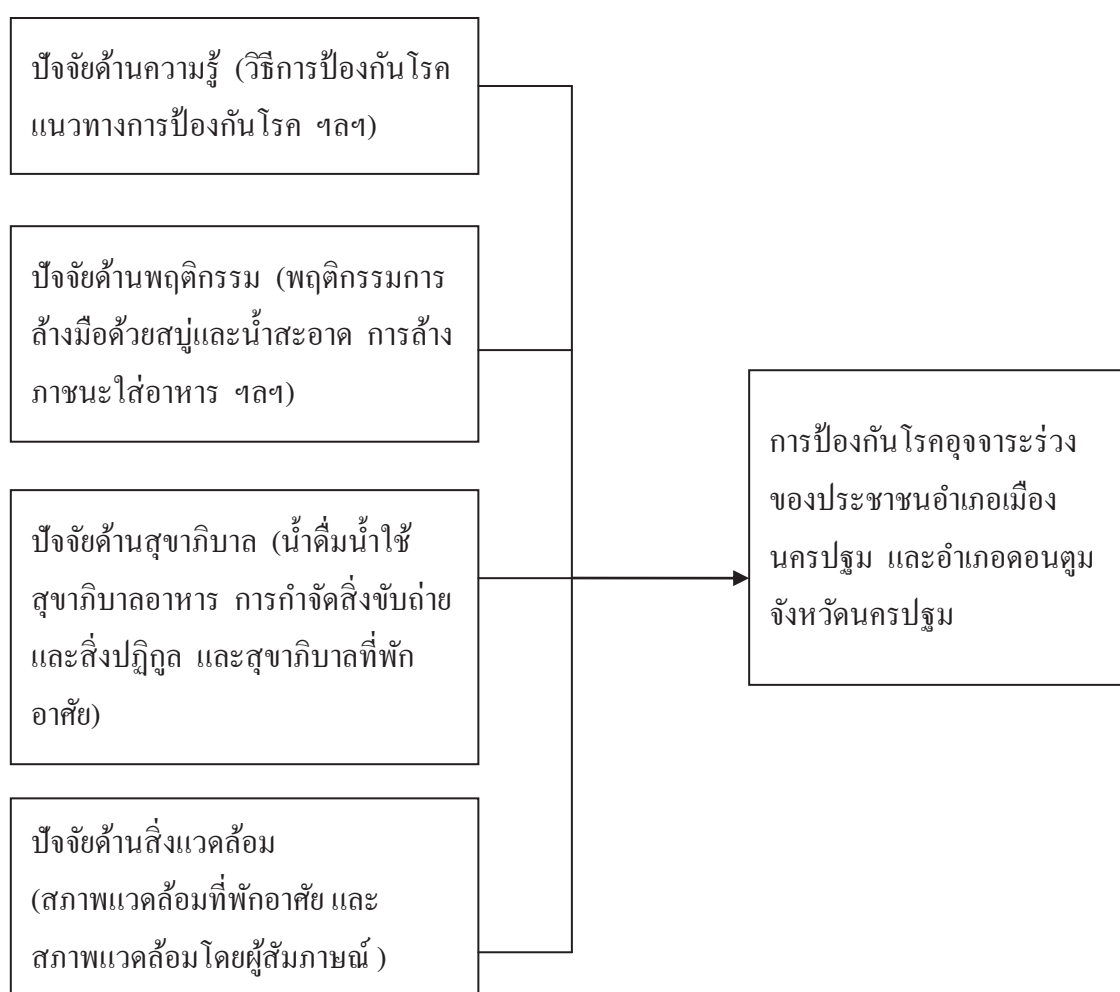 ปัจจัยด้านความรู้ (วิธีการป้องกันโรค
แนวทางการป้องกันโรค ฯลฯ)
ปัจจัยด้านพฤติกรรม (พฤติกรรมการ
ล้างมือด้วยสบู่และน้ำสะอาด การล้าง
ภาชนะใส่อาหาร ฯลฯ)
ปัจจัยด้านสุขาภิบาล (น้ำดื่มน้ำใช้
สุขาภิบาลอาหาร การกำจัดสิ่งขับถ่าย
และสิ่งปฏิกูล และสุขาภิบาลที่พัก
อาศัย)
ปัจจัยด้านสิ่งแวดล้อม
(สภาพแวดล้อมที่พักอาศัย และ
สภาพแวดล้อมโดยผู้สัมภาษณ์ )
การป้องกันโรคอุจจาระร่วง
ของประชาชนอำเภอเมือง
นครปฐม และอำเภอดอนตูม
จังหวัดนครปฐม